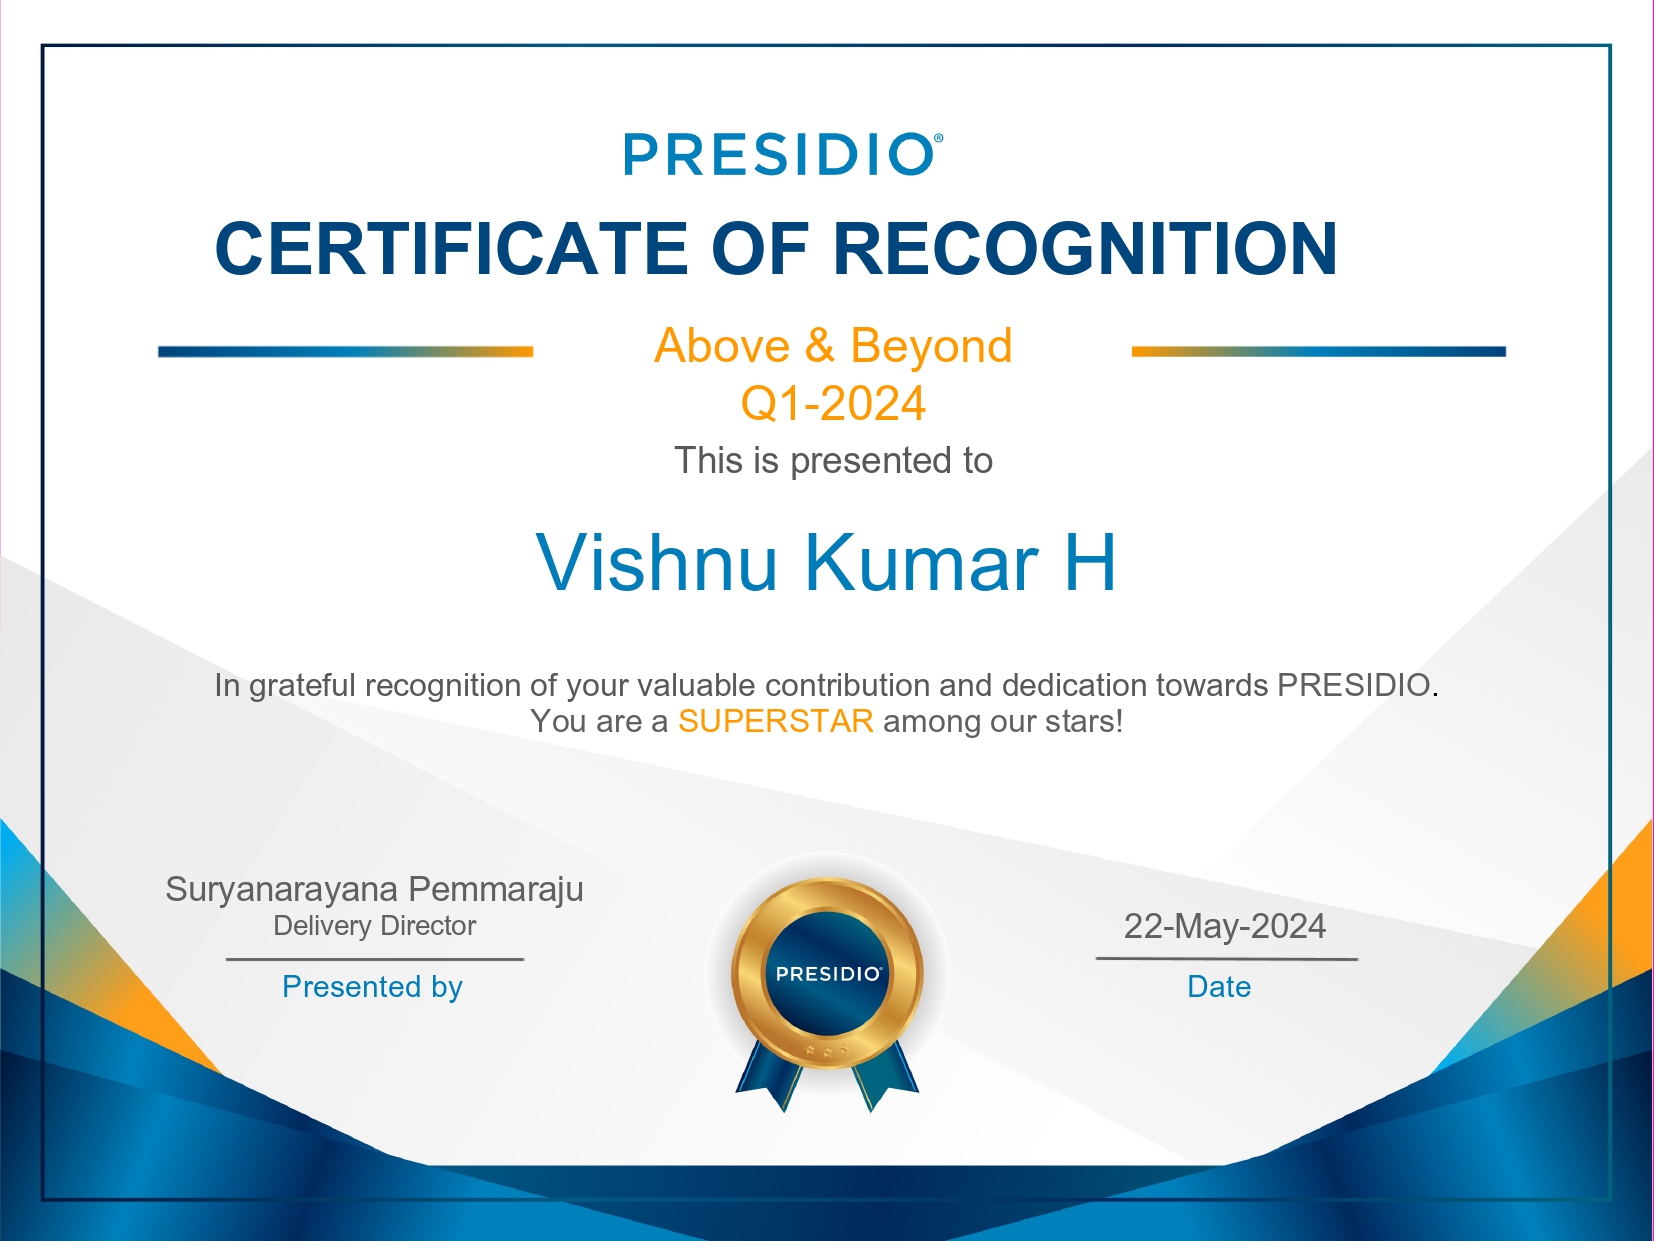 PRESIDIO®
CERTIFICATE OF RECOGNITION
Above & Beyond
Q1-2024
This is presented to
Vishnu Kumar H
In grateful recognition of your valuable contribution and dedication towards PRESIDIO.
You are a SUPERSTAR among our stars!
Suryanarayana Pemmaraju
Delivery Director
Presented by
PRESIDIO®
22-May-2024
Date